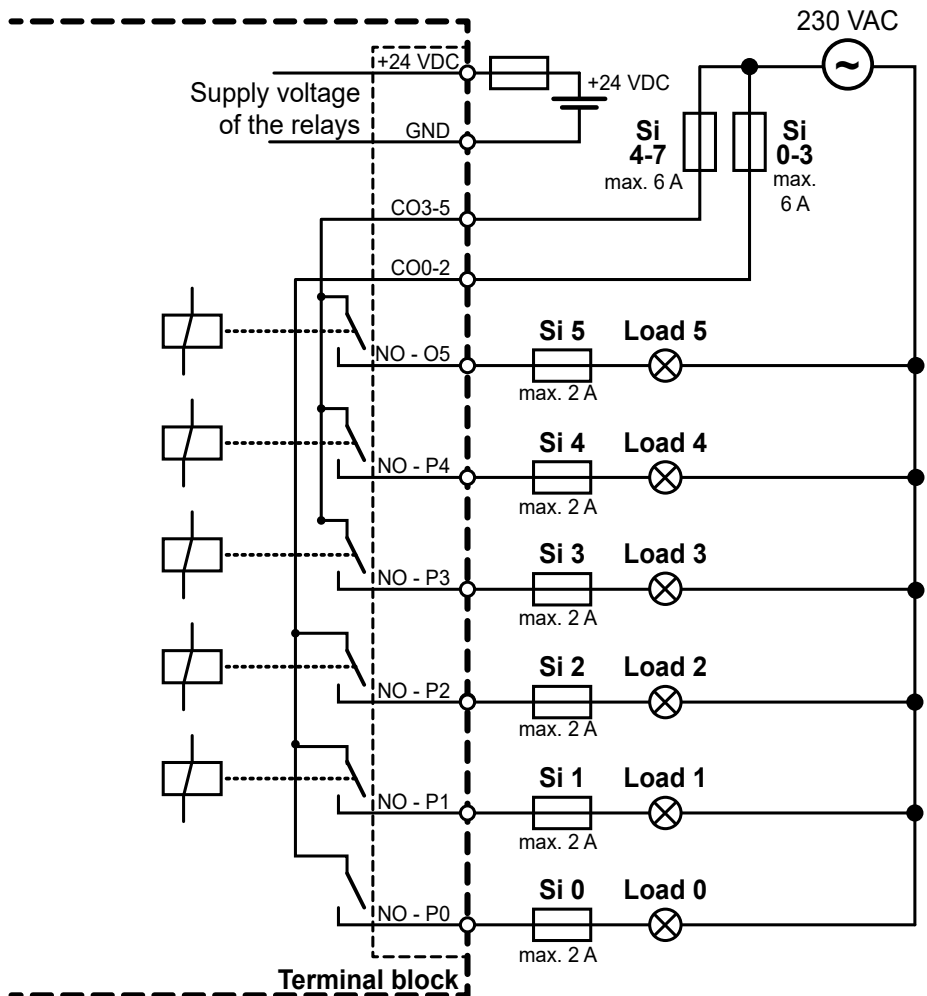 230 VAC
~
+24 VDC
Supply voltage
of the relays
+24 VDC
GND
Si
4-7
max. 6 A
Si
0-3
max.
6 A
CO3-5
CO0-2
Si 5 Load 5
NO - O5
max. 2 A
Si 4 Load 4
NO - P4
max. 2 A
Si 3 Load 3
NO - P3
max. 2 A
Si 2 Load 2
NO - P2
max. 2 A
Si 1 Load 1
NO - P1
max. 2 A
Si 0 Load 0
NO - P0
max. 2 A
Terminal block